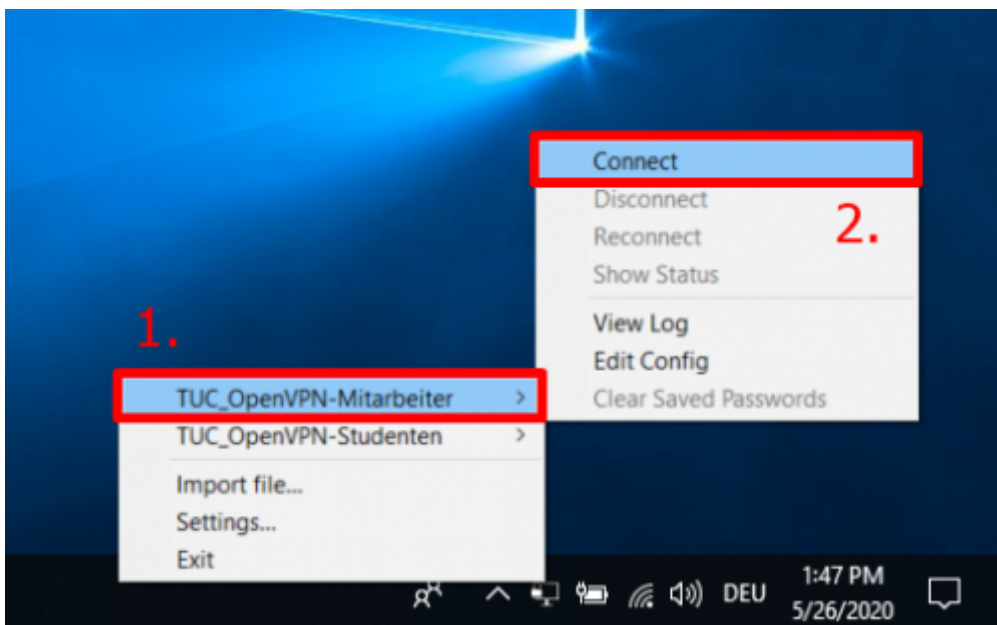 Connect
Disconnect
2.
Reconnect
Show Status
1.
View Log
Edit Config
TUC_OpenVPN-Mitarbeiter >
Clear Saved Passwords
TUC_OpenVPN-Studenten >
Import file...
Settings...
Exit
DEU
1:47 PM
5/26/2020